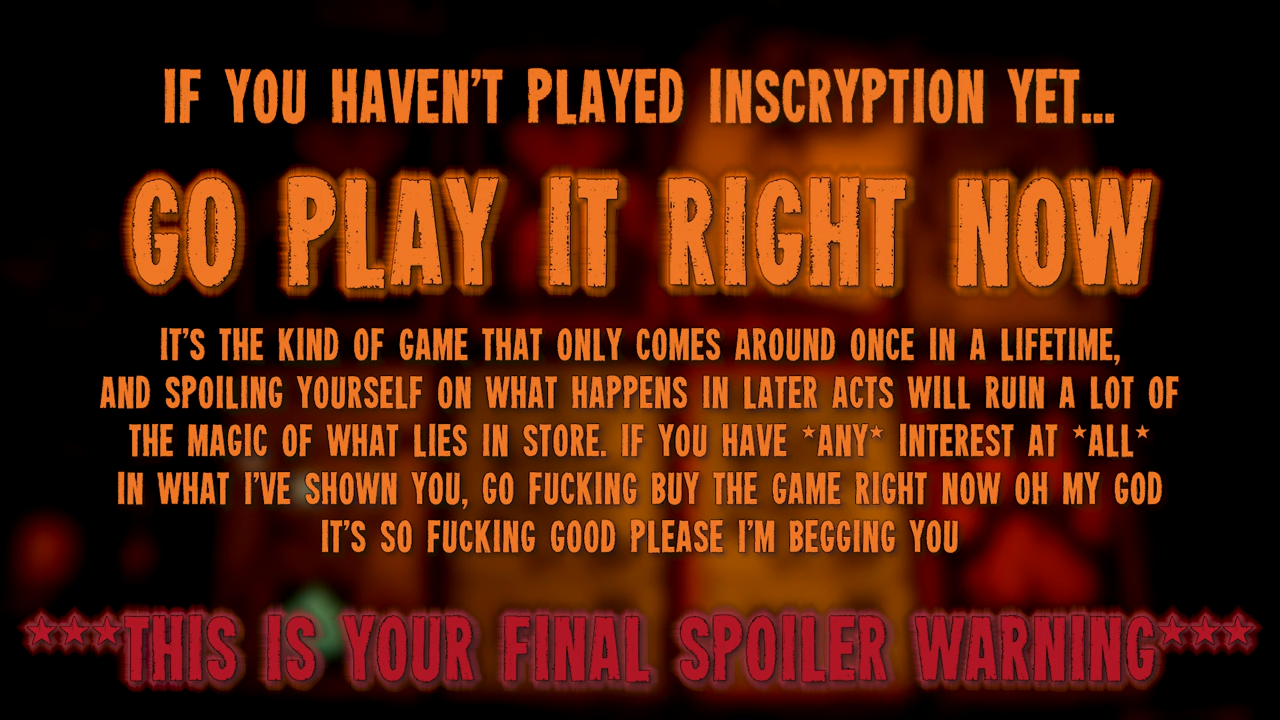 IF YOU HAVEN'T PLAYED INSCRYPTION YET...
GO PLAY IT RIGHT NOW
IT'S THE KIND OF GAME THAT ONLY COMES AROUND ONCE IN A LIFETIME,
AND SPOILING YOURSELF ON WHAT HAPPENS IN LATER ACTS WILL RUIN A LOT OF
THE MAGIC OF WHAT LIES IN STORE. IF YOU HAVE *ANY* INTEREST AT *ALL*
IN WHAT I'VE SHOWN YOU, GO FUCKING BUY THE GAME RIGHT NOW OH MY GOD
IT'S SO FUCKING GOOD PLEASE I'M BEGGING YOU
***THIS IS YOUR FINAL SPOILER WARNING***